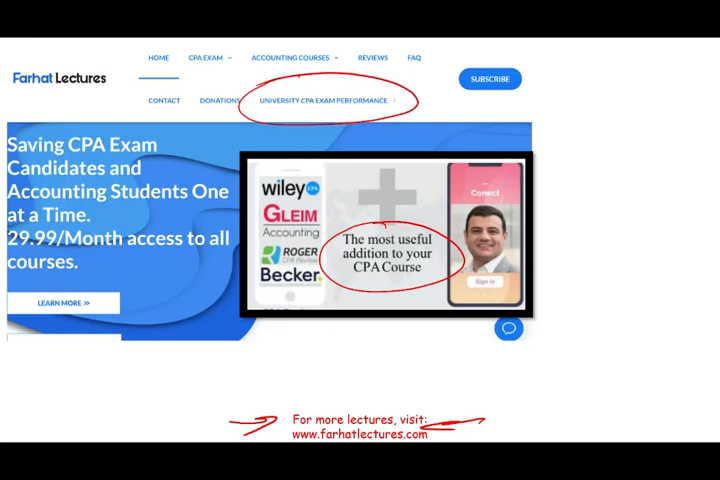 HOME
CPA EXAM
ACCOUNTING COURSES
REVIEWS
FAQ
Farhat Lectures
SUBSCRIBE
CONTACT
DONATIONS
UNIVERSITY CPA EXAM PERFORMANCE
Saving CPA Exam
Candidates and
Accounting Students One
at a Time.
29.99/Month access to all
courses.
LEARN MORE »
wiley CPA
GLEIM
Accounting
ROGER
CPA Review
Becker
The most useful
addition to your
CPA Course
Conect
Sign in
For more lectures, visit:
www.farhatlectures.com